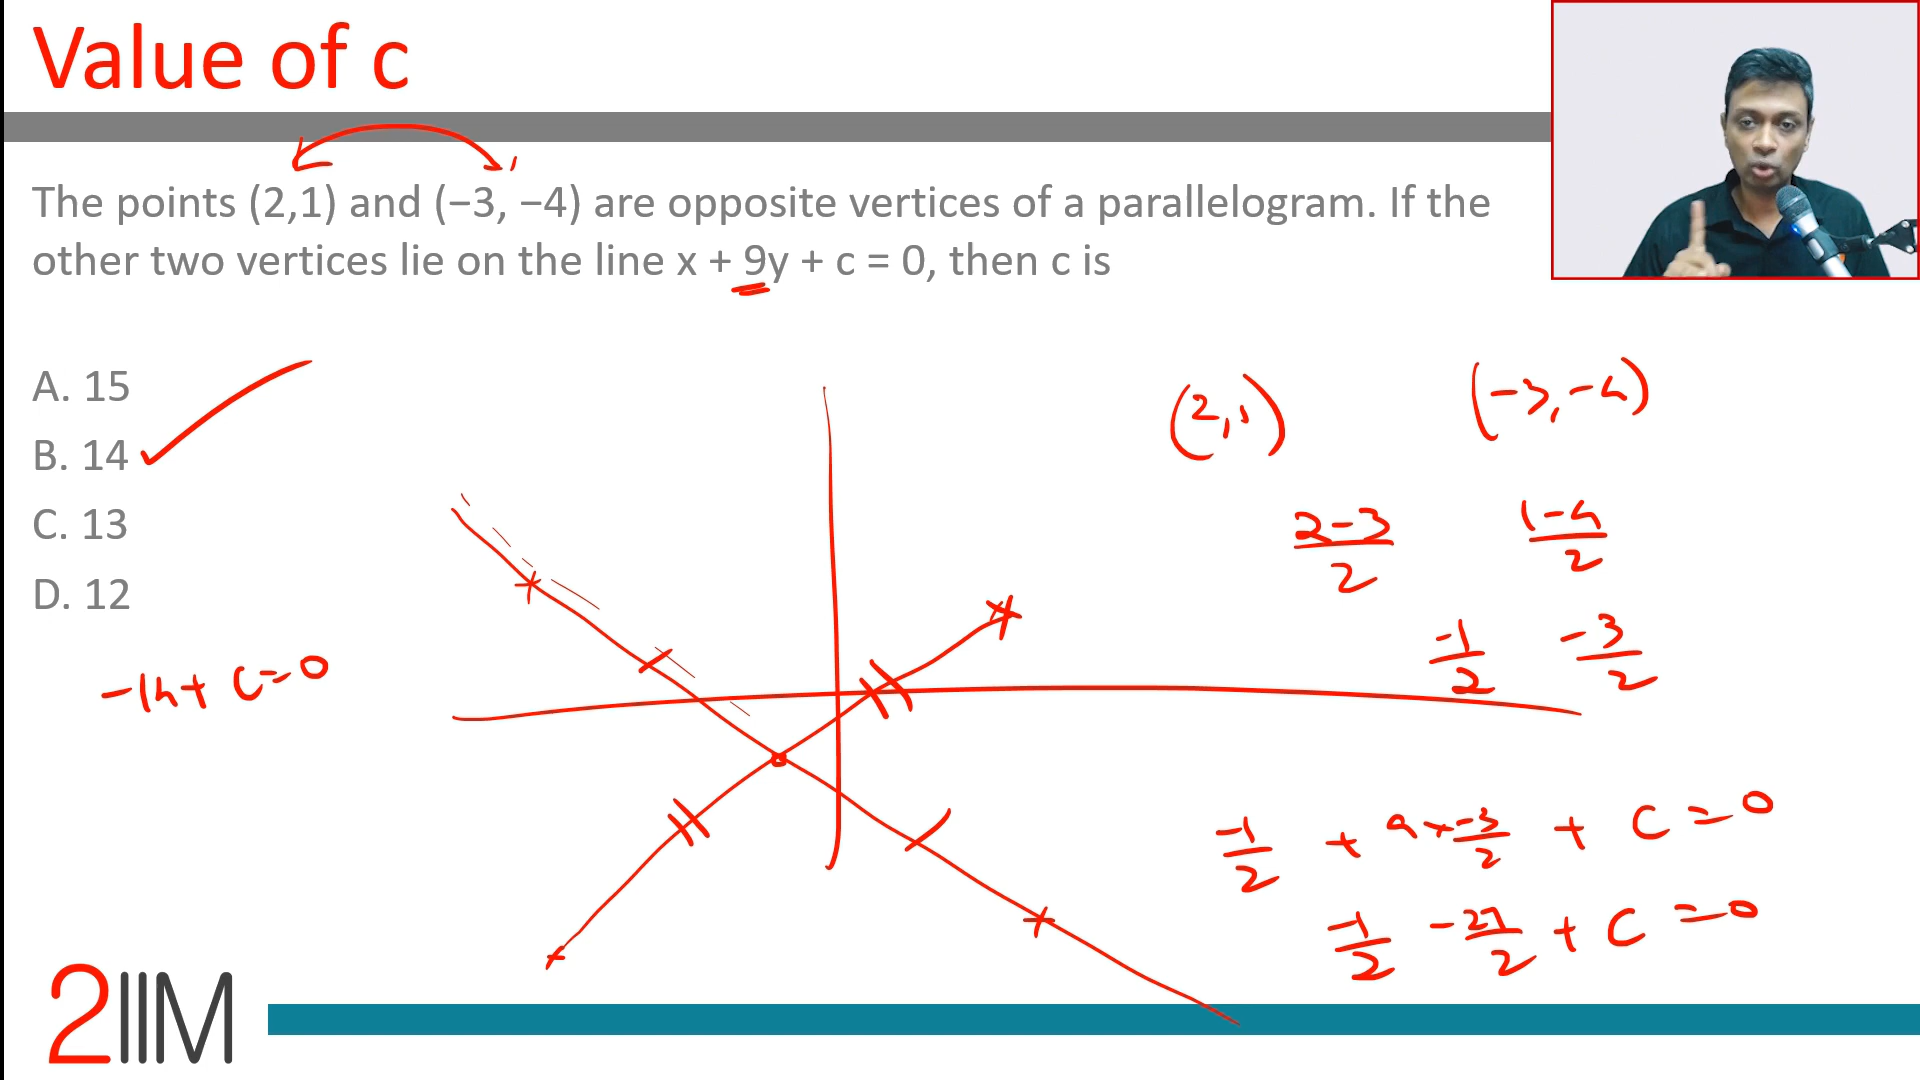 Value of c
The points (2,1) and (−3, −4) are opposite vertices of a parallelogram. If the
other two vertices lie on the line x + 9y + c = 0, then c is
A. 15
B. 14
C. 13
D. 12
(2,1) (-3,-4)
2-3/2 1-4/2
-1/2 -3/2
-14 + C=0
-1/2 + 9x-3/2 + C=0
-1/2 -27/2 + C=0
2IIM